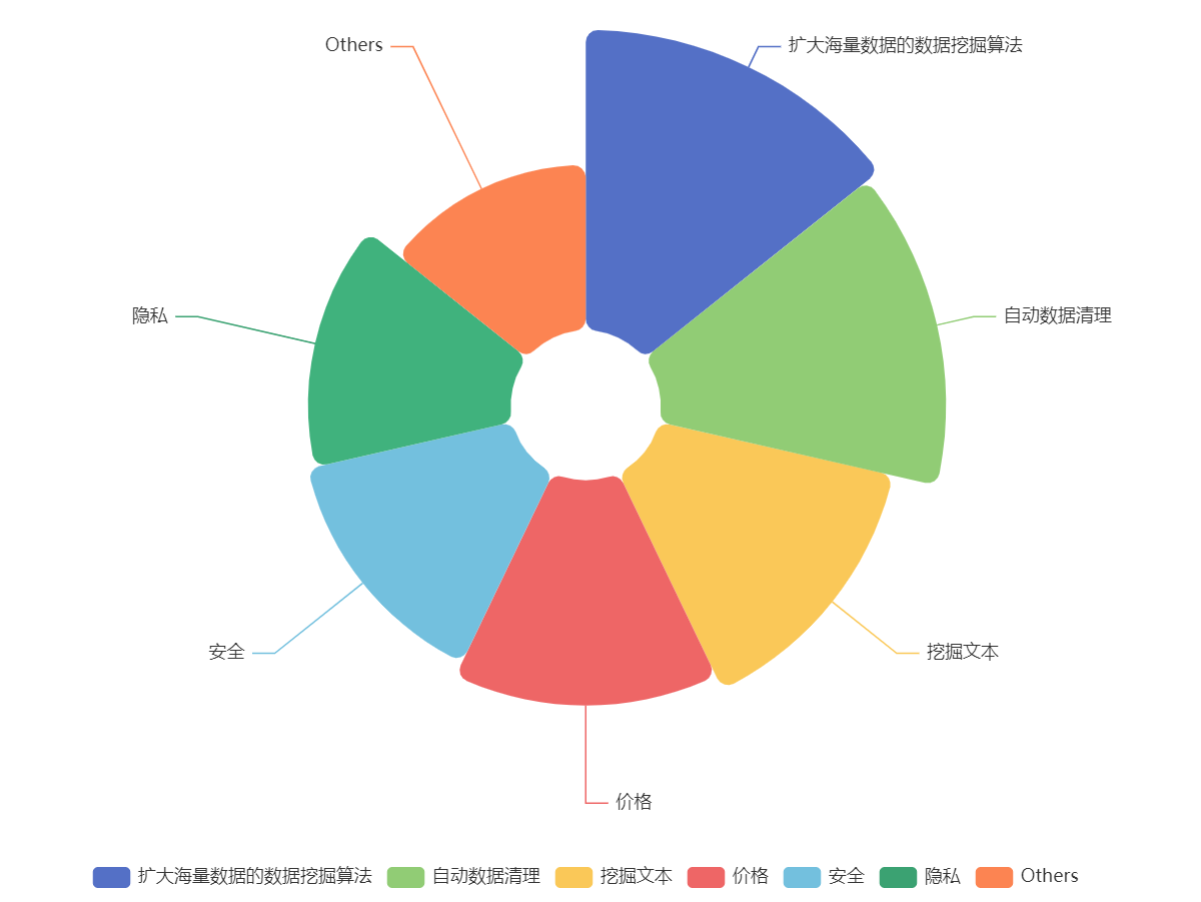 Others
扩大海量数据的数据挖掘算法
隐私
自动数据清理
安全
挖掘文本
价格
扩大海量数据的数据挖掘算法 自动数据清理 挖掘文本 价格 安全 隐私 Others